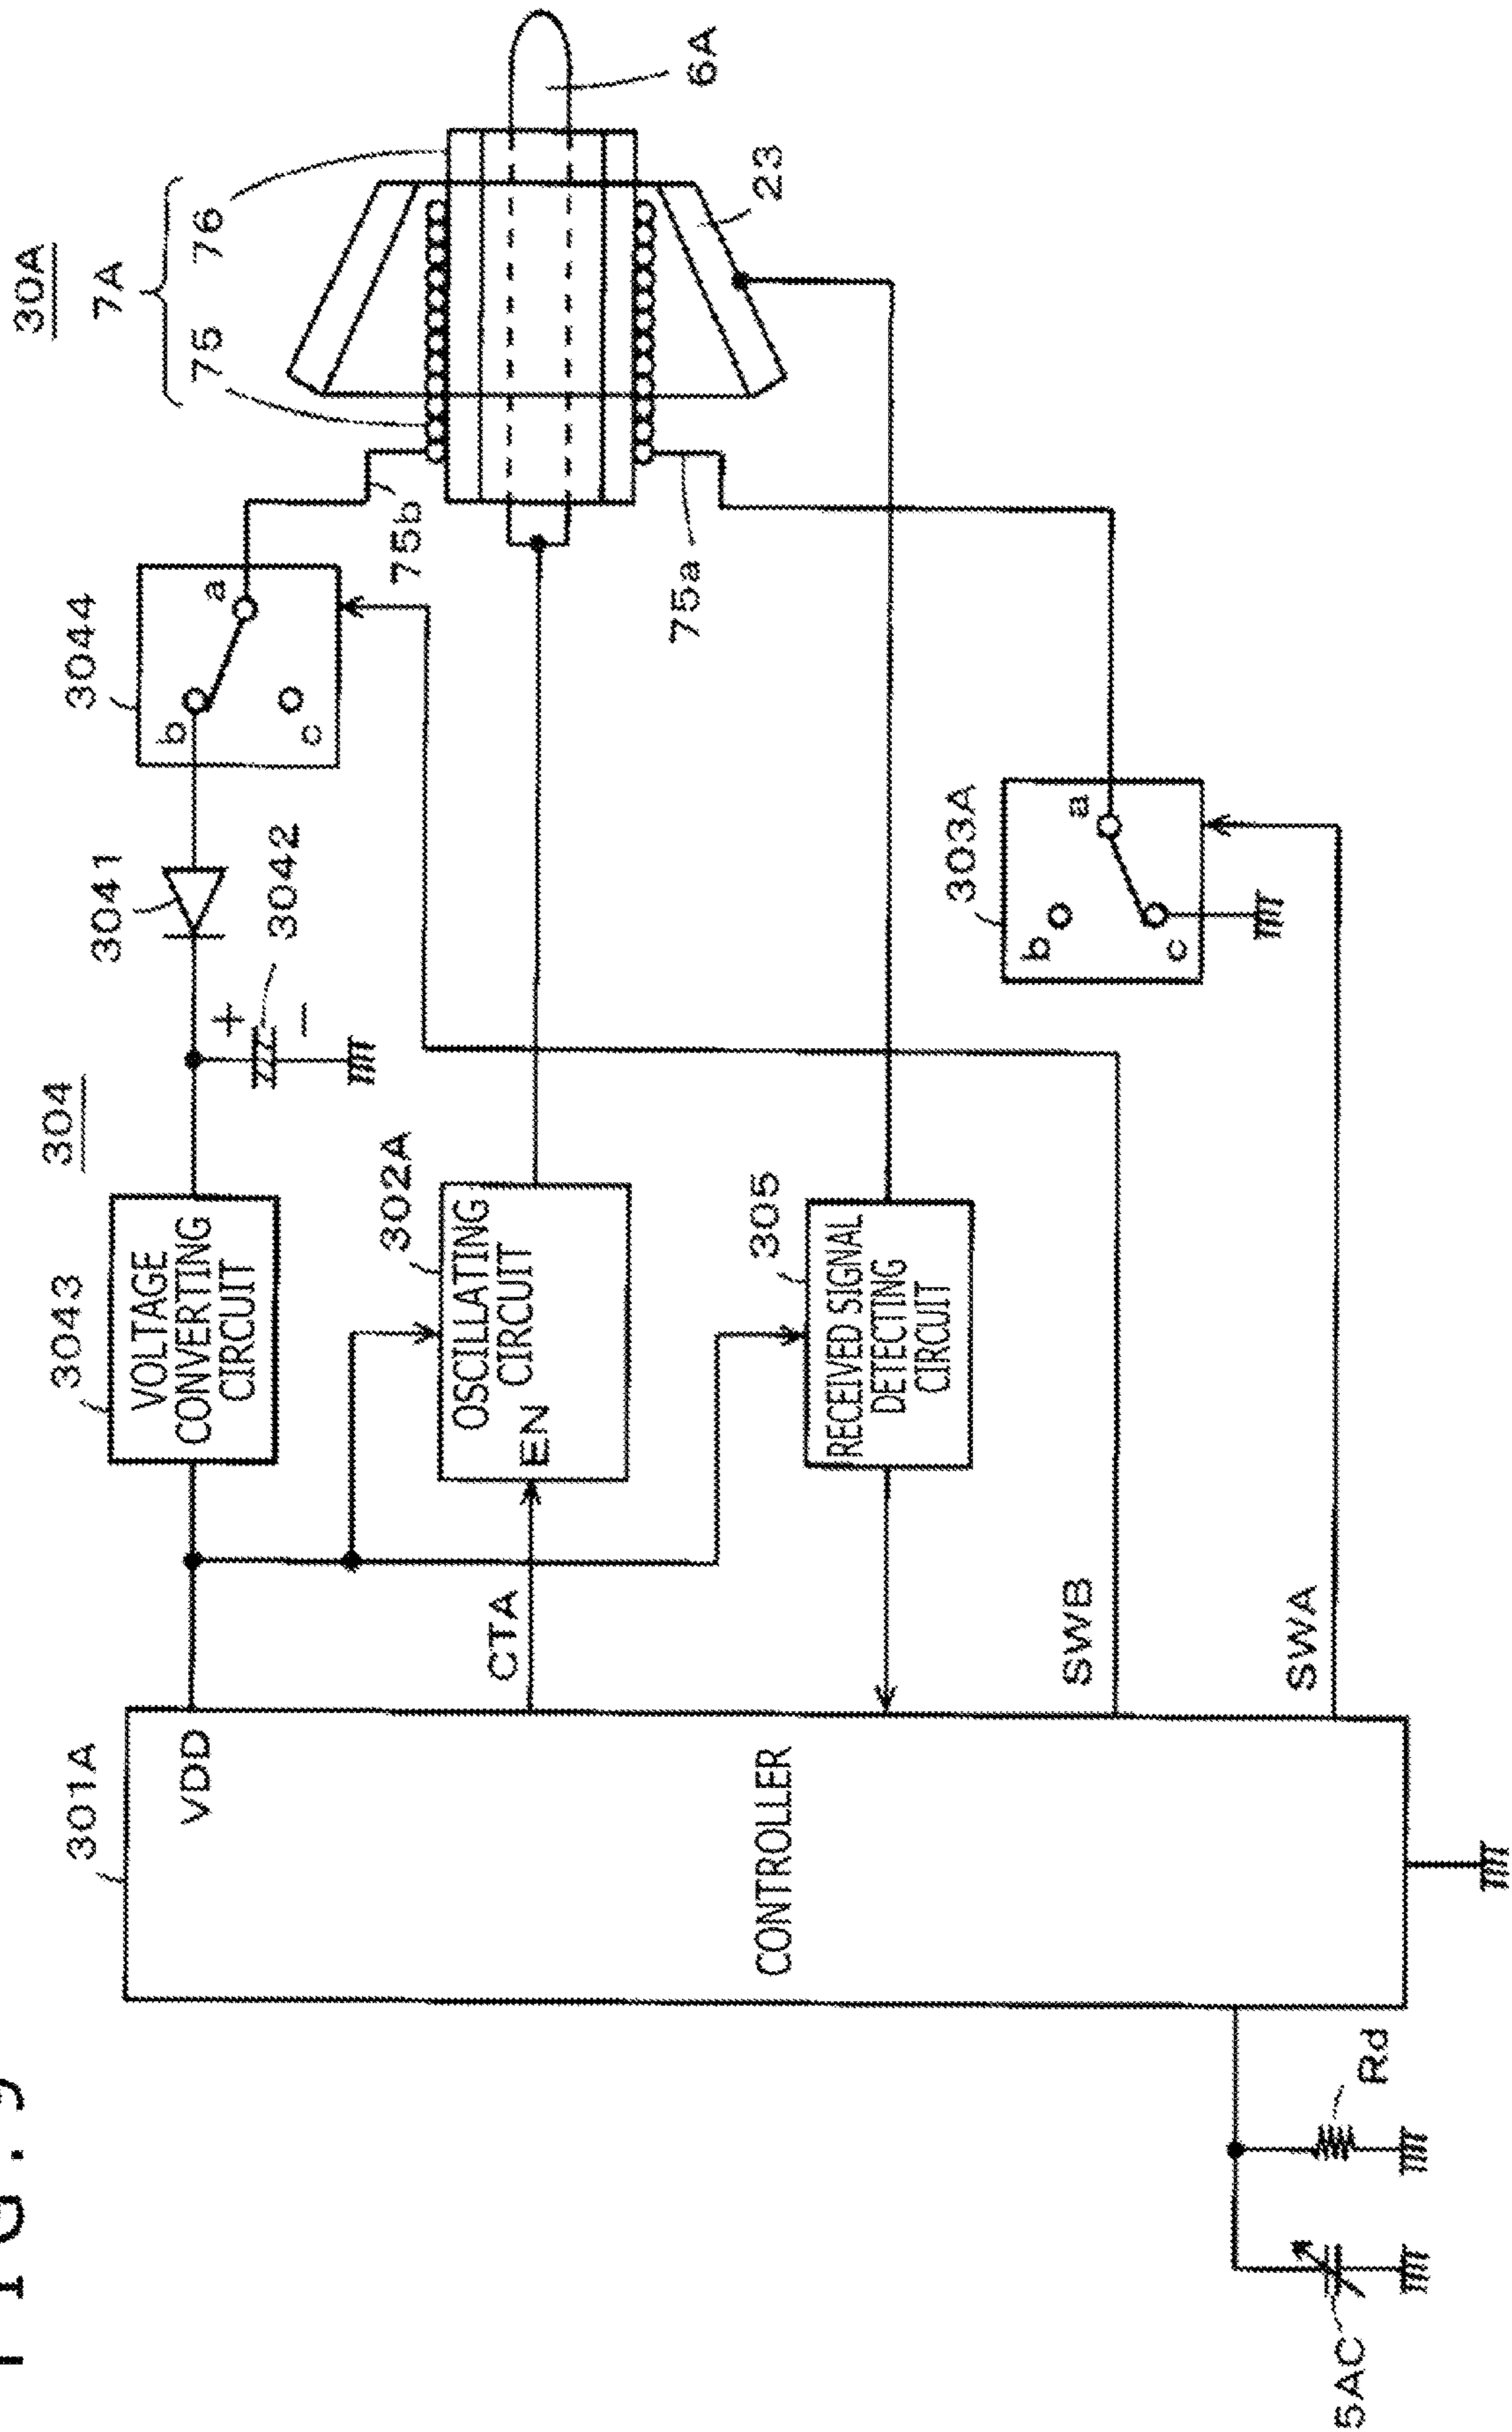 30A
7A
75 76
6A
23
75b
75a
3044
a
b
c
3041
3042
+
−
304
3043
VOLTAGE
CONVERTING
CIRCUIT
302A
OSCILLATING
CIRCUIT
EN
305
RECEIVED SIGNAL
DETECTING
CIRCUIT
303A
a
b
c
CTA
SWB
SWA
301A
VDD
CONTROLLER
Rd
5AC